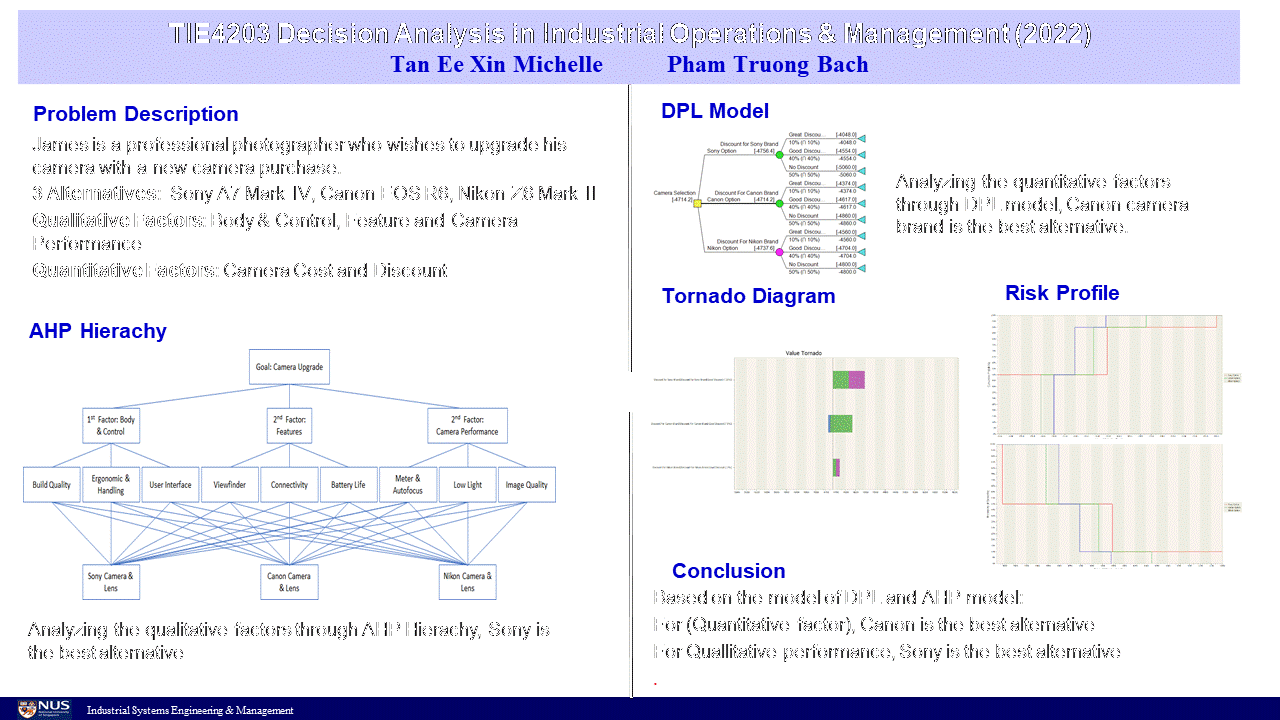 TIE4203 Decision Analysis in Industrial Operations & Management (2022)
Tan Ee Xin Michelle Pham Truong Bach
Problem Description
James is a professional photographer who wishes to upgrade his
camera with a new camera purchase.
3 Alternatives: Sony A7 Mark IV, Canon EOS R6, Nikon Z6 Mark II
Qualitative Factors: Body & Control, Feature and Camera
Performance
Quantitative Factors: Camera Cost and Discount
AHP Hierachy
Goal: Camera Upgrade
1st Factor: Body
& Control
2nd Factor:
Features
2nd Factor:
Camera Performance
Build Quality
Ergonomic &
Handling
User Interface
Viewfinder
Connectivity
Battery Life
Meter &
Autofocus
Low Light
Image Quality
Sony Camera &
Lens
Canon Camera
& Lens
Nikon Camera &
Lens
Analyzing the qualitative factors through AHP Hierachy, Sony is
the best alternative
DPL Model
Camera Selection
[-4714.2]
Discount for Sony Brand
Sony Option [-4756.4]
Great Discou... [-4048.0]
10% (∏ 10%) -4048.0
Good Discou... [-4554.0]
40% (∏ 40%) -4554.0
No Discount [-5060.0]
50% (∏ 50%) -5060.0
Discount For Canon Brand
Canon Option [-4714.2]
Great Discou... [-4374.0]
10% (∏ 10%) -4374.0
Good Discou... [-4617.0]
40% (∏ 40%) -4617.0
No Discount [-4860.0]
50% (∏ 50%) -4860.0
Discount For Nikon Brand
Nikon Option [-4737.6]
Great Discou... [-4560.0]
10% (∏ 10%) -4560.0
Good Discou... [-4704.0]
40% (∏ 40%) -4704.0
No Discount [-4800.0]
50% (∏ 50%) -4800.0
Analyzing the quantitative factors
through DPL model, Canon camera
brand is the best alternative.
Tornado Diagram
Value Tornado
Risk Profile
Conclusion
Based on the model of DPL and AHP model:
For (Quantitative factor), Canon is the best alternative
For Quallitative performance, Sony is the best alternative
.
NUS
National University
of Singapore
Industrial Systems Engineering & Management